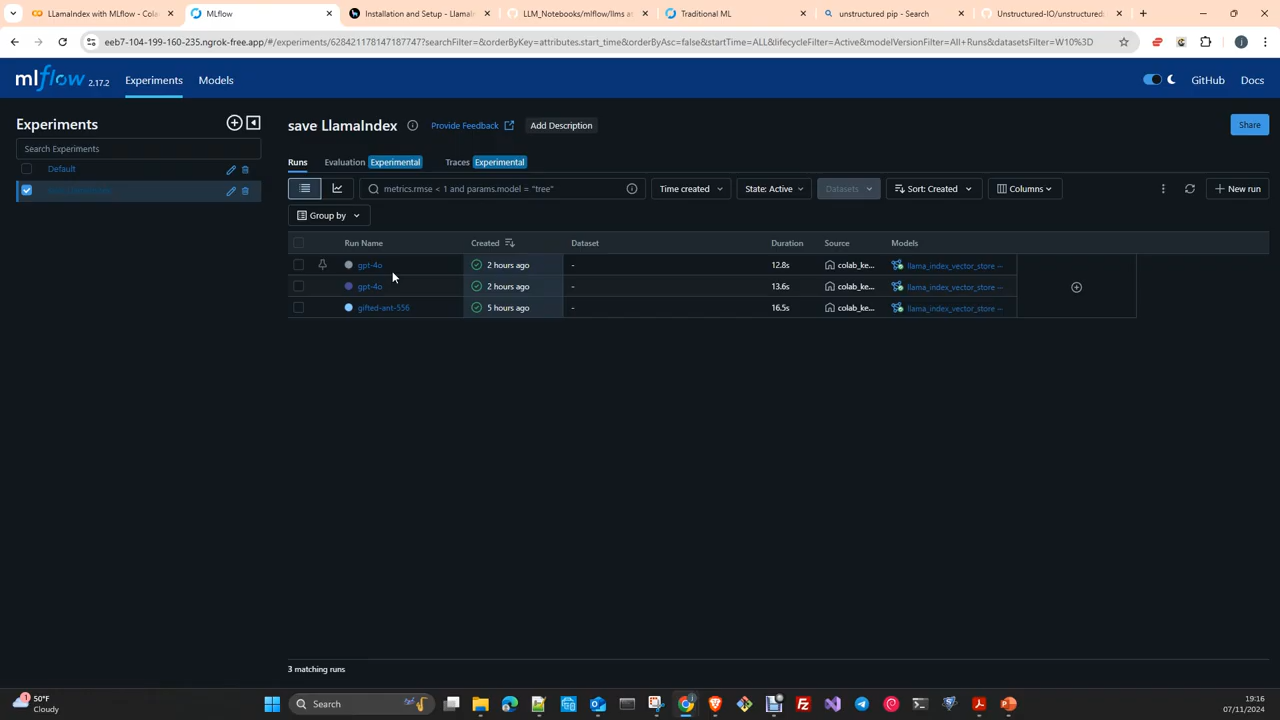 LLamaIndex with MLflow - Cola
MLflow
Installation and Setup - LlamaIn
LLM_Notebooks/mlflow/llms as
Traditional ML
unstructured pip - Search
Unstructured-IO/unstructured:
eeb7-104-199-160-235.ngrok-free.app/#/experiments/628421178147187747?searchFilter=&orderByKey=attributes.start_time&orderByAsc=false&startTime=ALL&lifecycleFilter=Active&modelVersionFilter=All+Runs&datasetsFilter=W10%3D
mlflow 2.17.2 Experiments Models GitHub Docs
Experiments
Search Experiments
Default
save LlamaIndex Provide Feedback Add Description Share
Runs Evaluation Experimental Traces Experimental
metrics.rmse < 1 and params.model = "tree" Time created State: Active Datasets Sort: Created Columns New run
Group by
Run Name Created Dataset Duration Source Models
gpt-4o 2 hours ago - 12.8s colab_ke... llama_index_vector_store --
gpt-4o 2 hours ago - 13.6s colab_ke... llama_index_vector_store --
gifted-ant-556 5 hours ago - 16.5s colab_ke... llama_index_vector_store --
3 matching runs
1
50°F
Cloudy
Search
19:16
07/11/2024